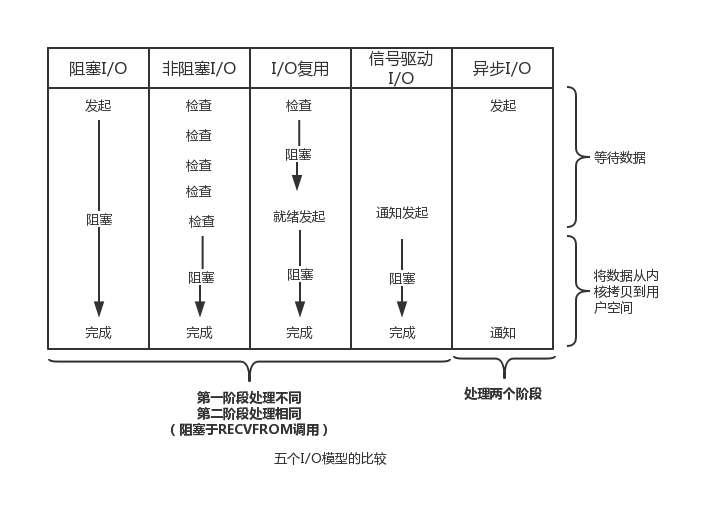 阻塞I/O
非阻塞I/O
I/O复用
信号驱动
I/O
异步I/O
发起
检查
检查
发起
检查
阻塞
等待数据
检查
检查
阻塞
检查
就绪发起
通知发起
阻塞
阻塞
阻塞
阻塞
将数据从内
核拷贝到用
户空间
完成
完成
完成
完成
通知
第一阶段处理不同
第二阶段处理相同
（阻塞于RECVFROM调用）
处理两个阶段
五个I/O模型的比较